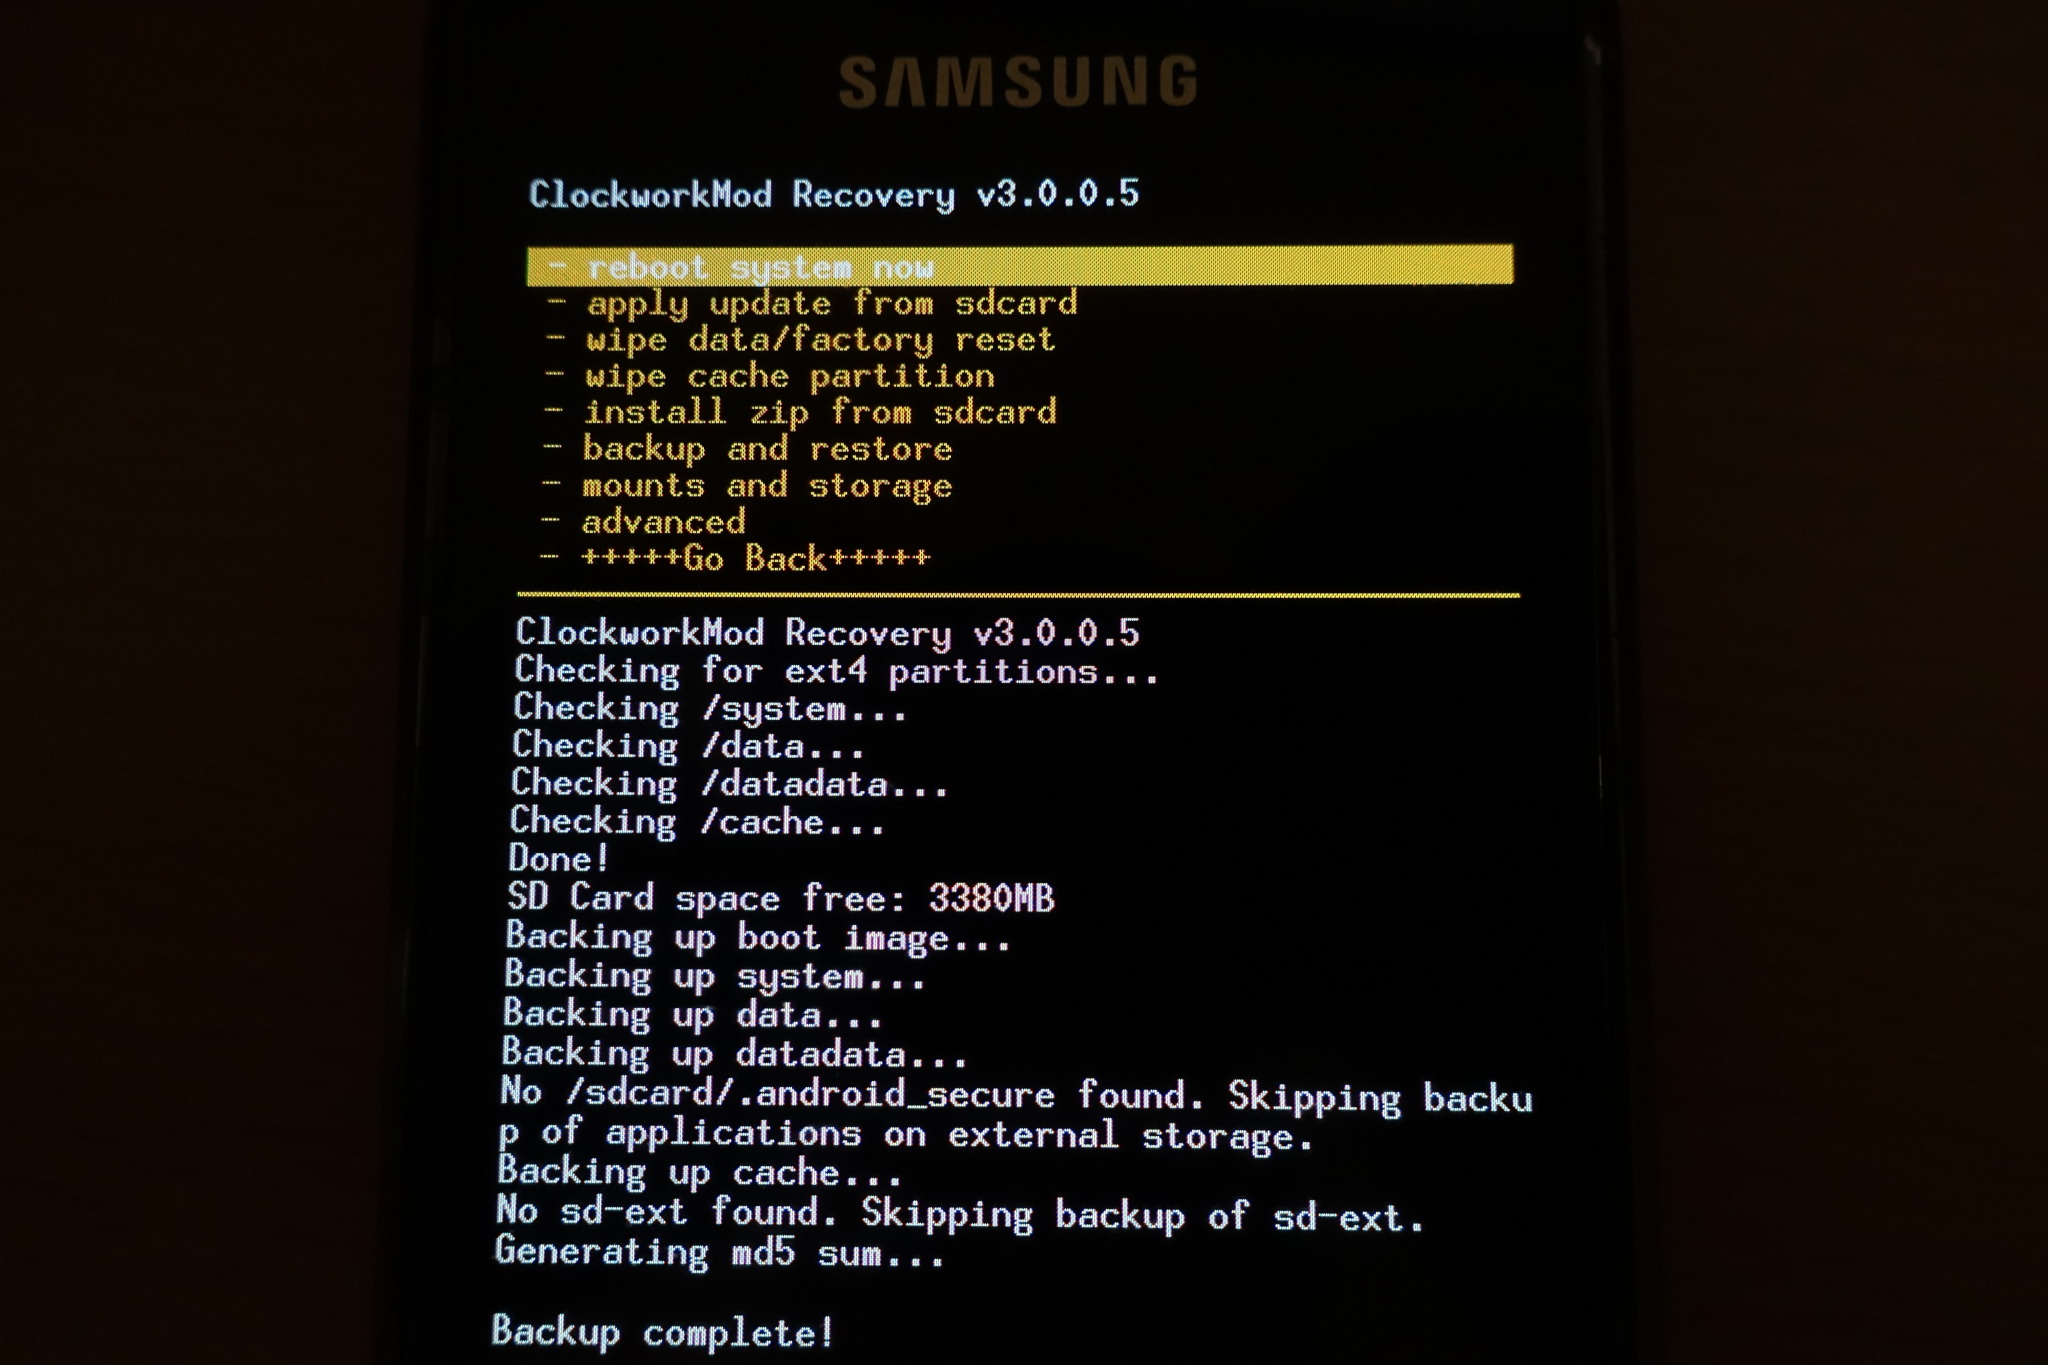 SAMSUNG
ClockworkMod Recovery v3.0.0.5
- reboot system now
- apply update from sdcard
- wipe data/factory reset
- wipe cache partition
- install zip from sdcard
- backup and restore
- mounts and storage
- advanced
- +++++Go Back+++++
ClockworkMod Recovery v3.0.0.5
Checking for ext4 partitions...
Checking /system...
Checking /data...
Checking /datadata...
Checking /cache...
Done!
SD Card space free: 3380MB
Backing up boot image...
Backing up system...
Backing up data...
Backing up datadata...
No /sdcard/.android_secure found. Skipping backu
p of applications on external storage.
Backing up cache...
No sd-ext found. Skipping backup of sd-ext.
Generating md5 sum...
Backup complete!